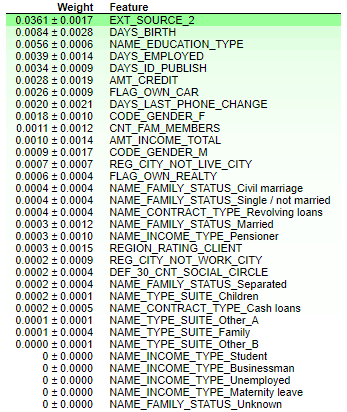 Weight Feature
0.0361 ± 0.0017 EXT_SOURCE_2
0.0084 ± 0.0028 DAYS_BIRTH
0.0056 ± 0.0006 NAME_EDUCATION_TYPE
0.0039 ± 0.0014 DAYS_EMPLOYED
0.0034 ± 0.0009 DAYS_ID_PUBLISH
0.0028 ± 0.0019 AMT_CREDIT
0.0026 ± 0.0009 FLAG_OWN_CAR
0.0020 ± 0.0021 DAYS_LAST_PHONE_CHANGE
0.0018 ± 0.0010 CODE_GENDER_F
0.0011 ± 0.0012 CNT_FAM_MEMBERS
0.0010 ± 0.0014 AMT_INCOME_TOTAL
0.0009 ± 0.0017 CODE_GENDER_M
0.0007 ± 0.0007 REG_CITY_NOT_LIVE_CITY
0.0006 ± 0.0004 FLAG_OWN_REALTY
0.0004 ± 0.0004 NAME_FAMILY_STATUS_Civil marriage
0.0004 ± 0.0004 NAME_FAMILY_STATUS_Single / not married
0.0004 ± 0.0004 NAME_CONTRACT_TYPE_Revolving loans
0.0003 ± 0.0012 NAME_FAMILY_STATUS_Married
0.0003 ± 0.0010 NAME_INCOME_TYPE_Pensioner
0.0003 ± 0.0015 REGION_RATING_CLIENT
0.0002 ± 0.0009 REG_CITY_NOT_WORK_CITY
0.0002 ± 0.0004 DEF_30_CNT_SOCIAL_CIRCLE
0.0002 ± 0.0004 NAME_FAMILY_STATUS_Separated
0.0002 ± 0.0001 NAME_TYPE_SUITE_Children
0.0002 ± 0.0005 NAME_CONTRACT_TYPE_Cash loans
0.0001 ± 0.0001 NAME_TYPE_SUITE_Other_A
0.0001 ± 0.0004 NAME_TYPE_SUITE_Family
0.0000 ± 0.0001 NAME_TYPE_SUITE_Other_B
0 ± 0.0000 NAME_INCOME_TYPE_Student
0 ± 0.0000 NAME_INCOME_TYPE_Businessman
0 ± 0.0000 NAME_INCOME_TYPE_Unemployed
0 ± 0.0000 NAME_INCOME_TYPE_Maternity leave
0 ± 0.0000 NAME_FAMILY_STATUS_Unknown